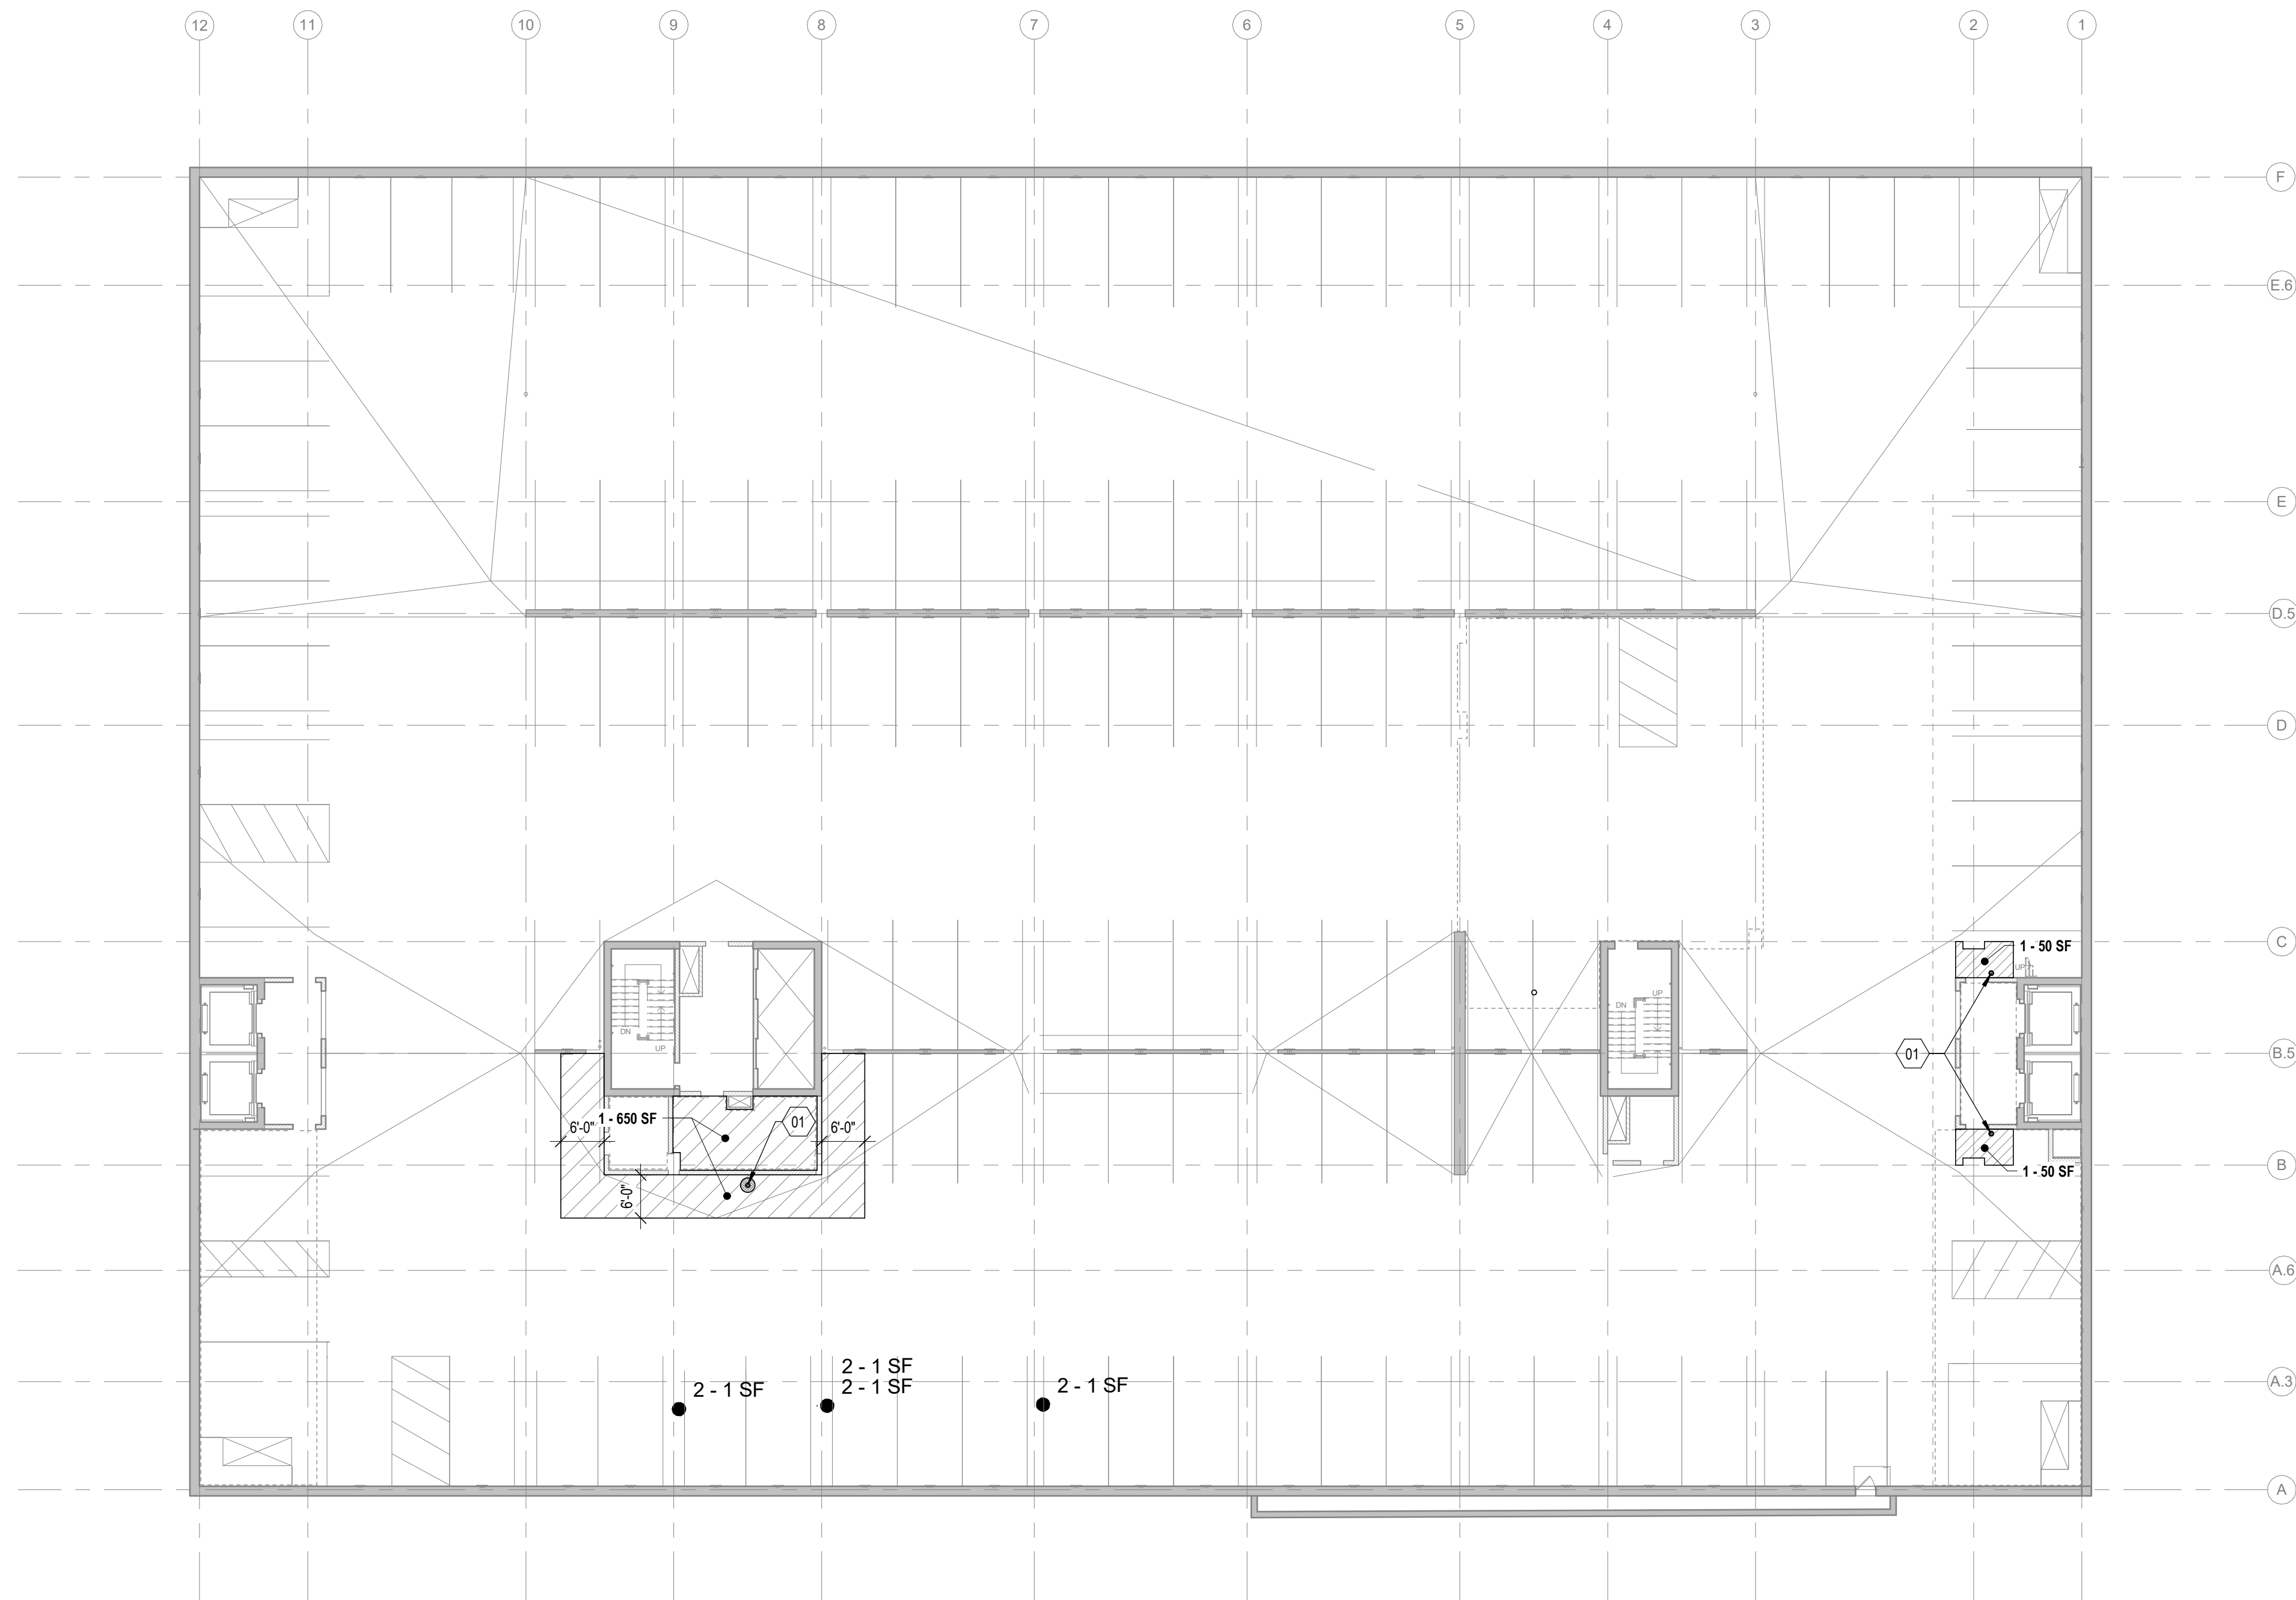 12 11 10 9 8 7 6 5 4 3 2 1
F
E.6
E
D.5
D
C
1 - 50 SF
UP
DN UP
DN
UP
B.5
01
1 - 650 SF
01
6'-0" 6'-0"
B
1 - 50 SF
6'-0"
A.6
2 - 1 SF
2 - 1 SF
2 - 1 SF
2 - 1 SF
A.3
A